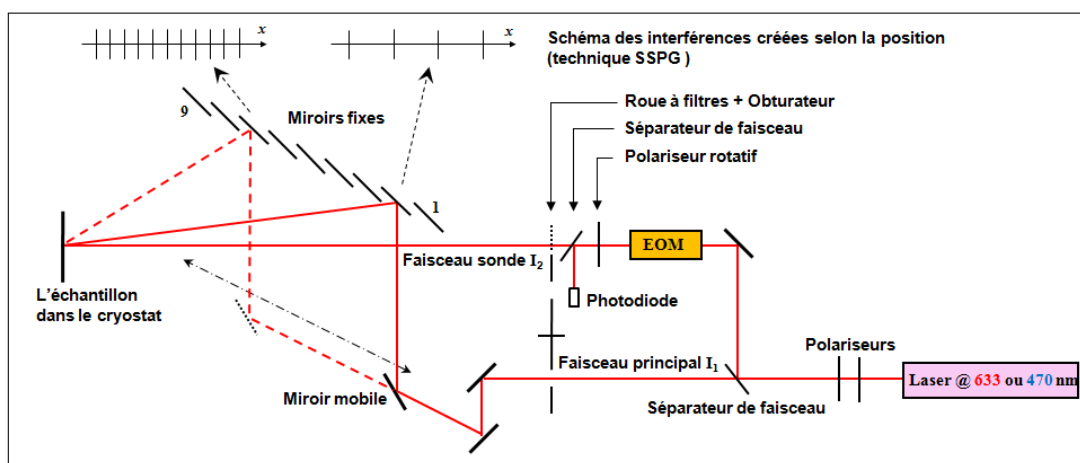 x
x
Schéma des interférences créées selon la position
(technique SSPG )
9
Miroirs fixes
Roue à filtres + Obturateur
Séparateur de faisceau
Polariseur rotatif
1
EOM
Faisceau sonde I₂
L'échantillon
dans le cryostat
Photodiode
Polariseurs
Faisceau principal I₁
Laser @ 633 ou 470 nm
Miroir mobile
Séparateur de faisceau